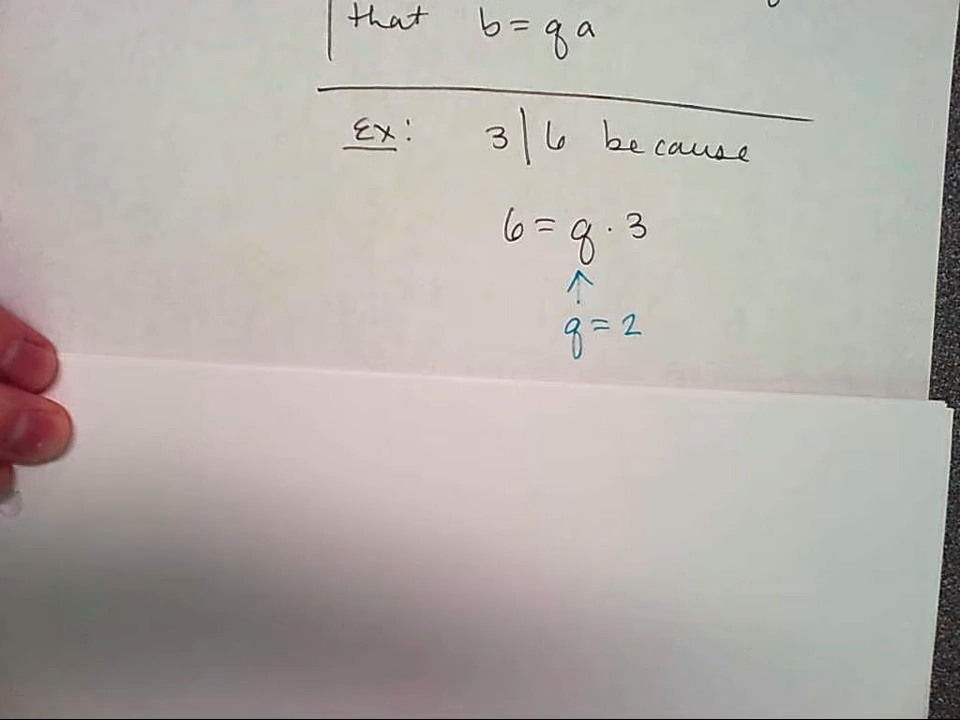 that b = qa
Ex: 3 | 6 because
6 = q · 3
↑
q = 2